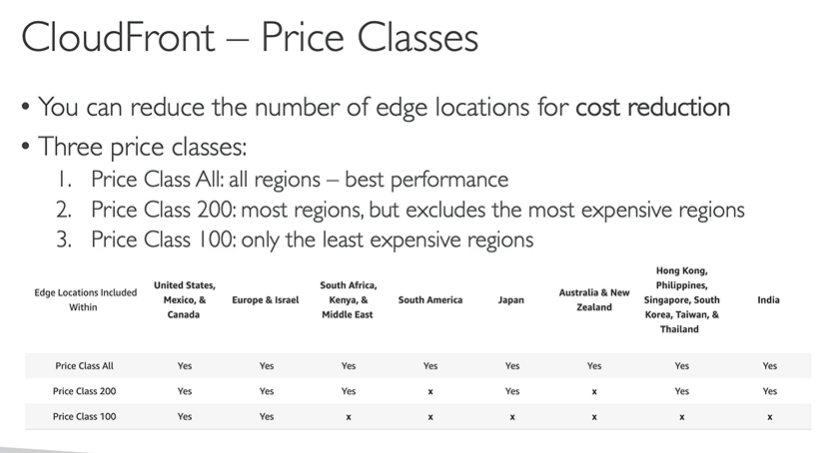 CloudFront – Price Classes
• You can reduce the number of edge locations for cost reduction
• Three price classes:
1. Price Class All: all regions – best performance
2. Price Class 200: most regions, but excludes the most expensive regions
3. Price Class 100: only the least expensive regions
Edge Locations Included
Within
United States,
Mexico, &
Canada
Europe & Israel
South Africa,
Kenya, &
Middle East
South America
Japan
Australia & New
Zealand
Hong Kong,
Philippines,
Singapore, South
Korea, Taiwan, &
Thailand
India
Price Class All Yes Yes Yes Yes Yes Yes Yes Yes
Price Class 200 Yes Yes Yes x Yes x Yes Yes
Price Class 100 Yes Yes x x x x x x